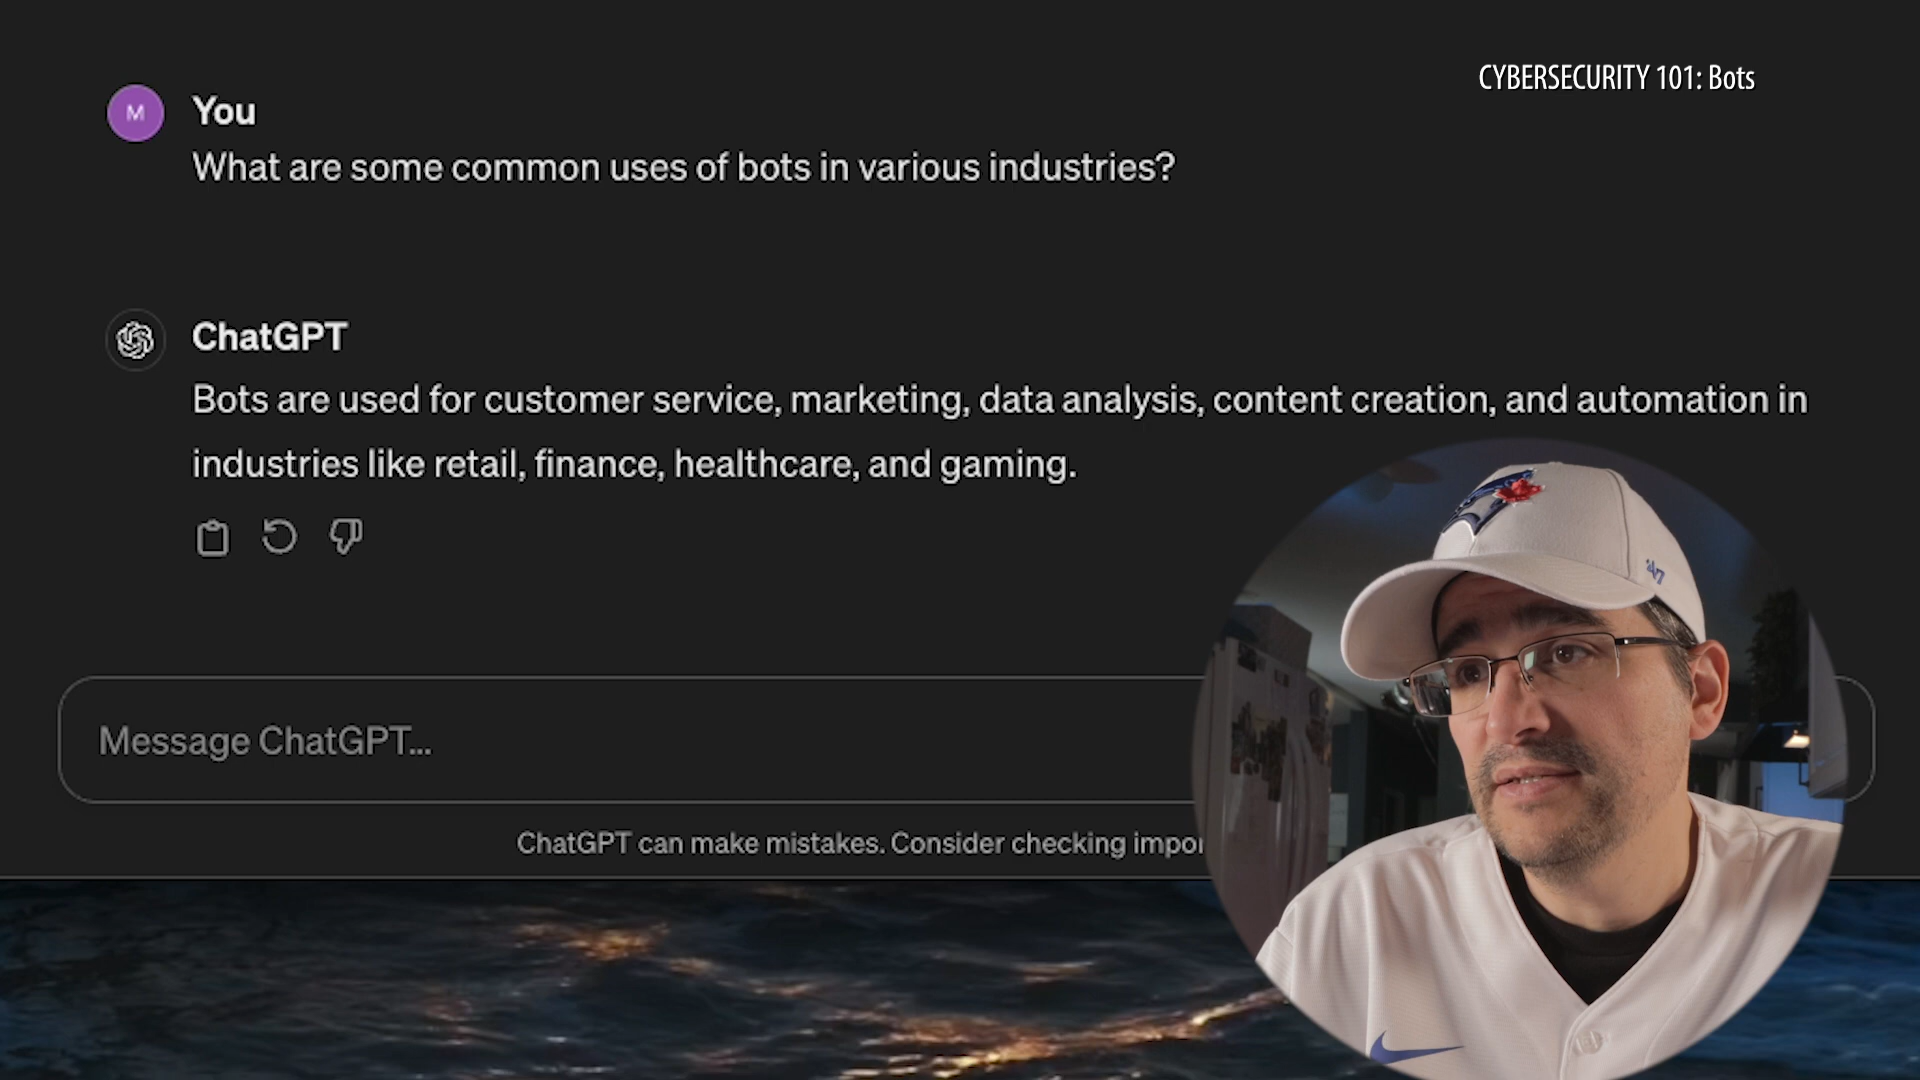 CYBERSECURITY 101: Bots
M
You
What are some common uses of bots in various industries?
ChatGPT
Bots are used for customer service, marketing, data analysis, content creation, and automation in
industries like retail, finance, healthcare, and gaming.
Message ChatGPT...
ChatGPT can make mistakes. Consider checking
'47